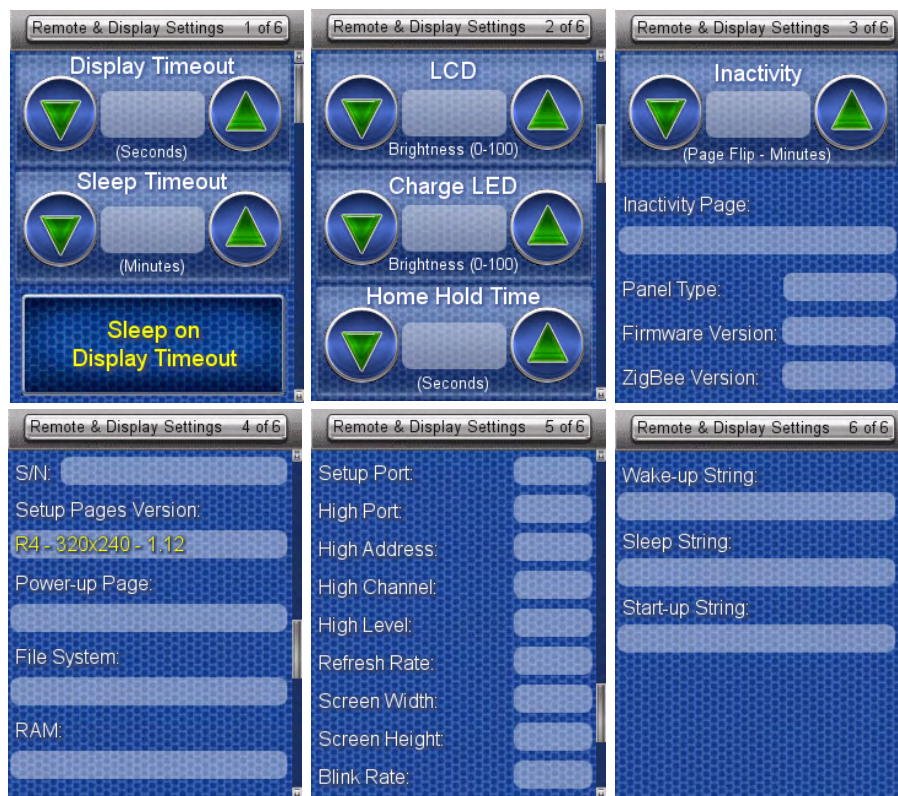 Remote & Display Settings 1 of 6
Display Timeout
(Seconds)
Sleep Timeout
(Minutes)
Sleep on
Display Timeout
Remote & Display Settings 2 of 6
LCD
Brightness (0-100)
Charge LED
Brightness (0-100)
Home Hold Time
(Seconds)
Remote & Display Settings 3 of 6
Inactivity
(Page Flip - Minutes)
Inactivity Page:
Panel Type:
Firmware Version:
ZigBee Version:
Remote & Display Settings 4 of 6
S/N:
Setup Pages Version:
R4 - 320x240 - 1.12
Power-up Page:
File System:
RAM:
Remote & Display Settings 5 of 6
Setup Port:
High Port:
High Address:
High Channel:
High Level:
Refresh Rate:
Screen Width:
Screen Height:
Blink Rate:
Remote & Display Settings 6 of 6
Wake-up String:
Sleep String:
Start-up String: